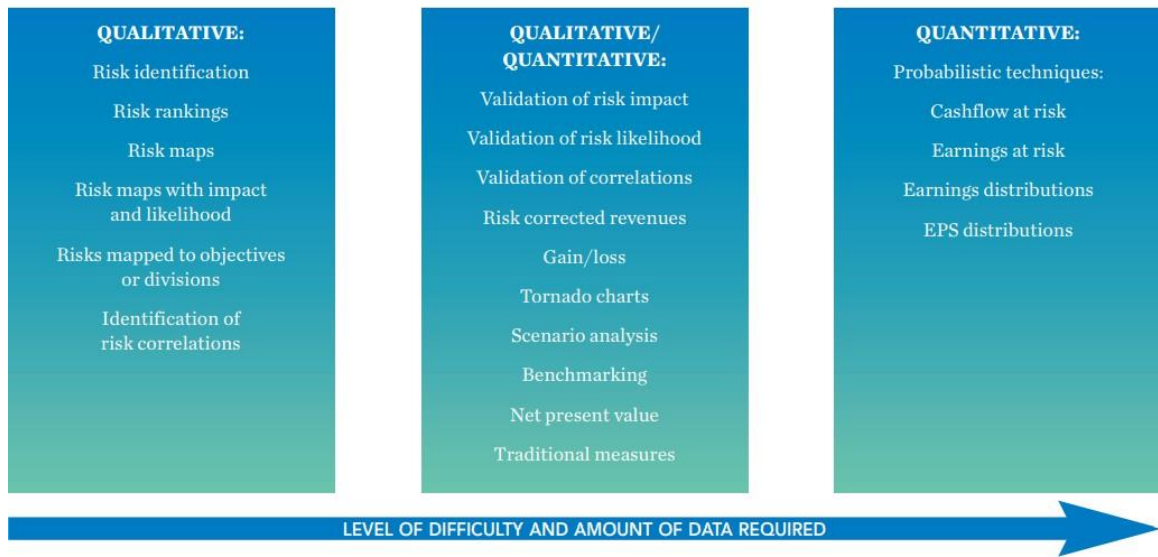 QUALITATIVE:
Risk identification
Risk rankings
Risk maps
Risk maps with impact
and likelihood
Risks mapped to objectives
or divisions
Identification of
risk correlations
QUALITATIVE/
QUANTITATIVE:
Validation of risk impact
Validation of risk likelihood
Validation of correlations
Risk corrected revenues
Gain/loss
Tornado charts
Scenario analysis
Benchmarking
Net present value
Traditional measures
QUANTITATIVE:
Probabilistic techniques:
Cashflow at risk
Earnings at risk
Earnings distributions
EPS distributions
LEVEL OF DIFFICULTY AND AMOUNT OF DATA REQUIRED